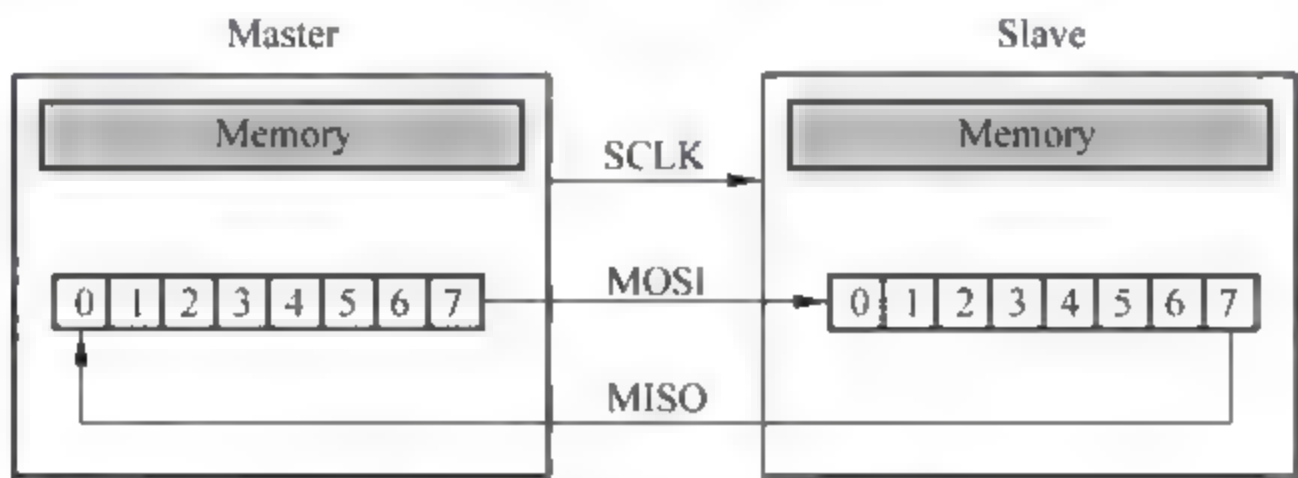 Master Slave
Memory Memory
SCLK
0 1 2 3 4 5 6 7 MOSI 0 1 2 3 4 5 6 7
MISO